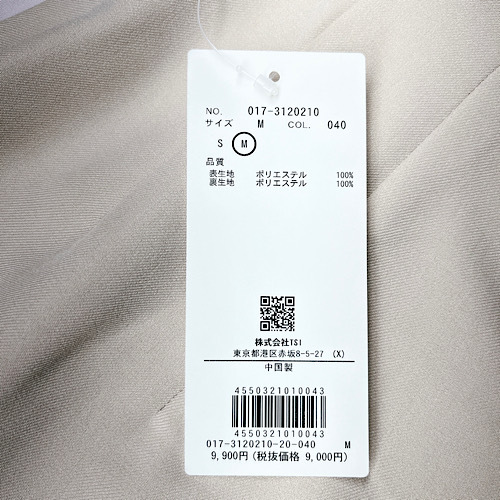 NO. 017-3120210
サイズ M COL. 040
S M
品質
表生地 ポリエステル 100%
裏生地 ポリエステル 100%
株式会社TSI
東京都港区赤坂8-5-27 (X)
中国製
4550321010043
4550321010043
017-3120210-20-040 M
9,900円(税抜価格 9,000円)